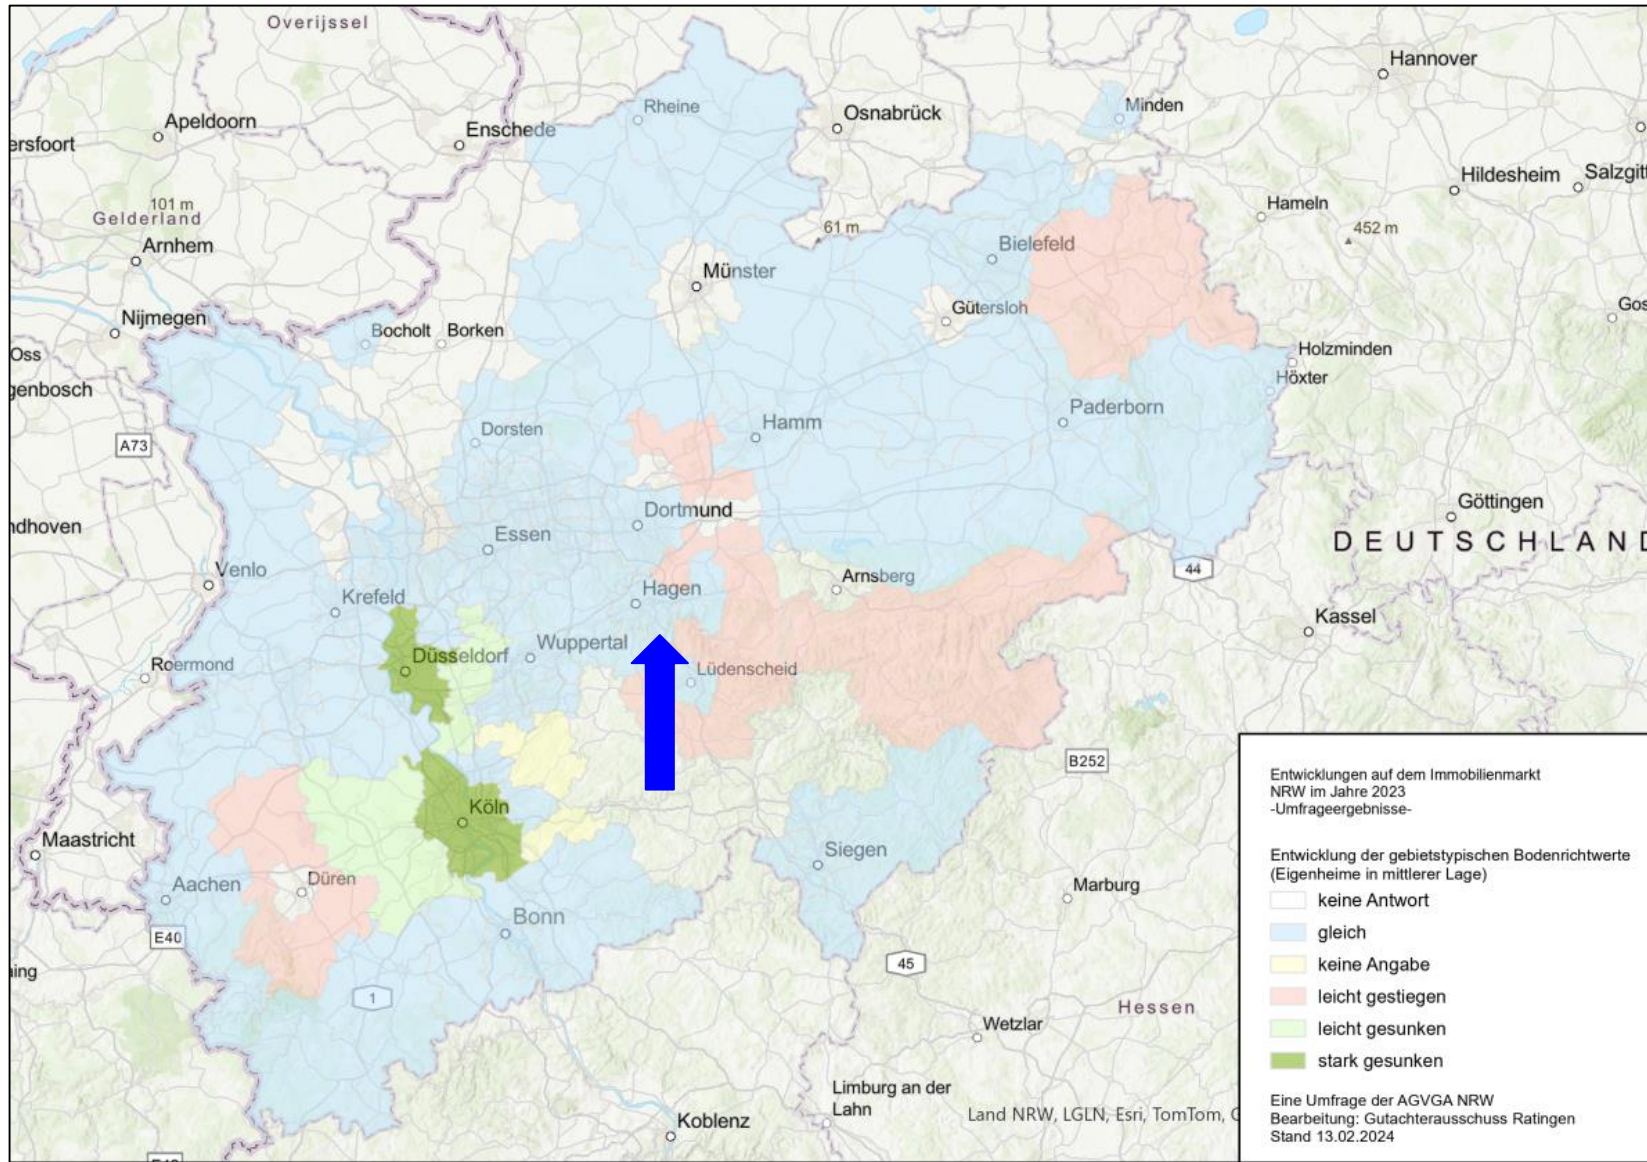 Overijssel
Hannover
Rheine
Minden
Osnabrück
Apeldoorn
Enschede
ersfoort
Hildesheim
Salzgitt
101 m
Gelderland
Hameln
61 m
452 m
Arnhem
Bielefeld
Münster
Gütersloh
Gos
Nijmegen
Bocholt
Borken
Oss
Holzminden
Höxter
genbosch
Paderborn
Hamm
Dorsten
A73
Göttingen
Dortmund
ndhoven
Essen
DEUTSCHLAND
Venlo
44
Arnsberg
Hagen
Krefeld
Kassel
Wuppertal
Düsseldorf
Roermond
Lüdenscheid
B252
Köln
Maastricht
Siegen
Düren
Aachen
Marburg
Bonn
E40
45
ing
1
Hessen
Wetzlar
Limburg an der
Lahn
Koblenz
Land NRW, LGLN, Esri, TomTom, G
Entwicklungen auf dem Immobilienmarkt
NRW im Jahre 2023
-Umfrageergebnisse-
Entwicklung der gebietstypischen Bodenrichtwerte
(Eigenheime in mittlerer Lage)
keine Antwort
gleich
keine Angabe
leicht gestiegen
leicht gesunken
stark gesunken
Eine Umfrage der AGVGA NRW
Bearbeitung: Gutachterausschuss Ratingen
Stand 13.02.2024